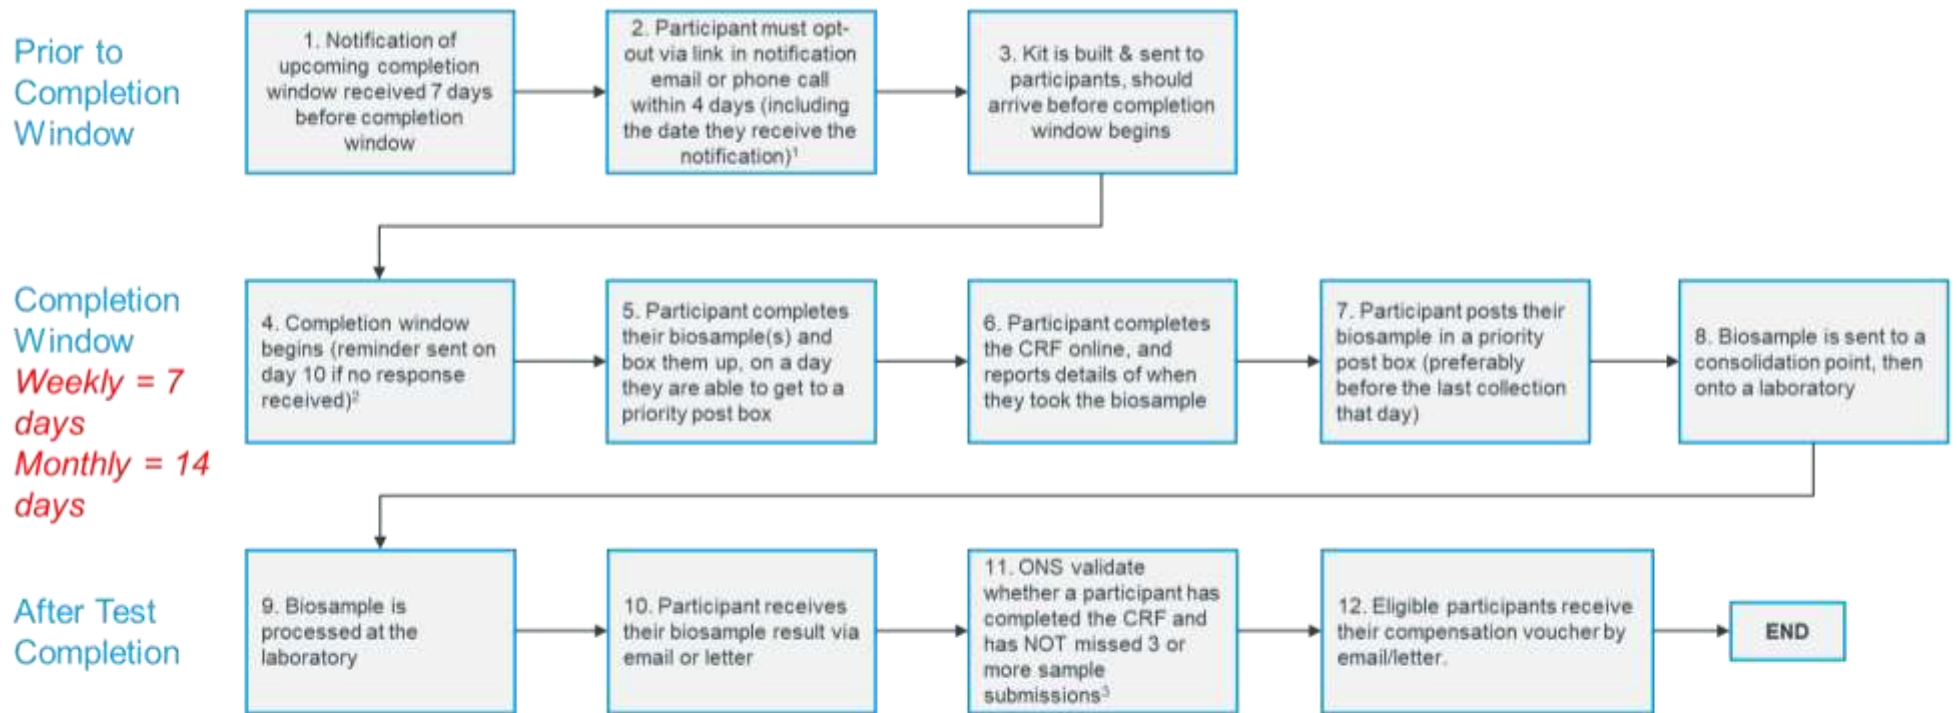 Prior to
Completion
Window
1. Notification of
upcoming completion
window received 7 days
before completion
window
2. Participant must opt-
out via link in notification
email or phone call
within 4 days (including
the date they receive the
notification)¹
3. Kit is built & sent to
participants, should
arrive before completion
window begins
Completion
Window
Weekly = 7
days
Monthly = 14
days
4. Completion window
begins (reminder sent on
day 10 if no response
received)²
5. Participant completes
their biosample(s) and
box them up, on a day
they are able to get to a
priority post box
6. Participant completes
the CRF online, and
reports details of when
they took the biosample
7. Participant posts their
biosample in a priority
post box (preferably
before the last collection
that day)
8. Biosample is sent to a
consolidation point, then
onto a laboratory
After Test
Completion
9. Biosample is
processed at the
laboratory
10. Participant receives
their biosample result via
email or letter
11. ONS validate
whether a participant has
completed the CRF and
has NOT missed 3 or
more sample
submissions³
12. Eligible participants receive
their compensation voucher by
email/letter.
END